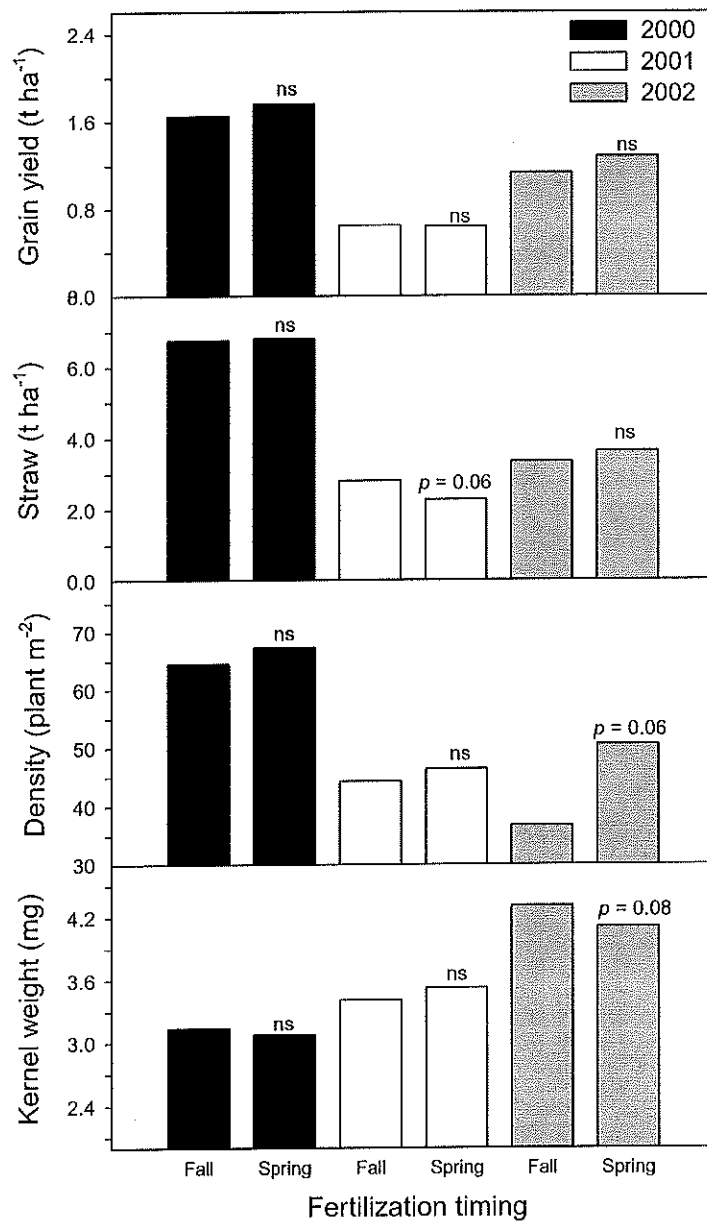 2.4
1.6
0.8
Grain yield (t ha⁻¹)
2000
2001
2002
ns
ns
ns
8.0
6.0
4.0
2.0
0.0
Straw (t ha⁻¹)
ns
p = 0.06
ns
70
60
50
40
30
Density (plant m⁻²)
ns
ns
p = 0.06
4.2
3.6
3.0
2.4
Kernel weight (mg)
ns
ns
p = 0.08
Fall Spring Fall Spring Fall Spring
Fertilization timing